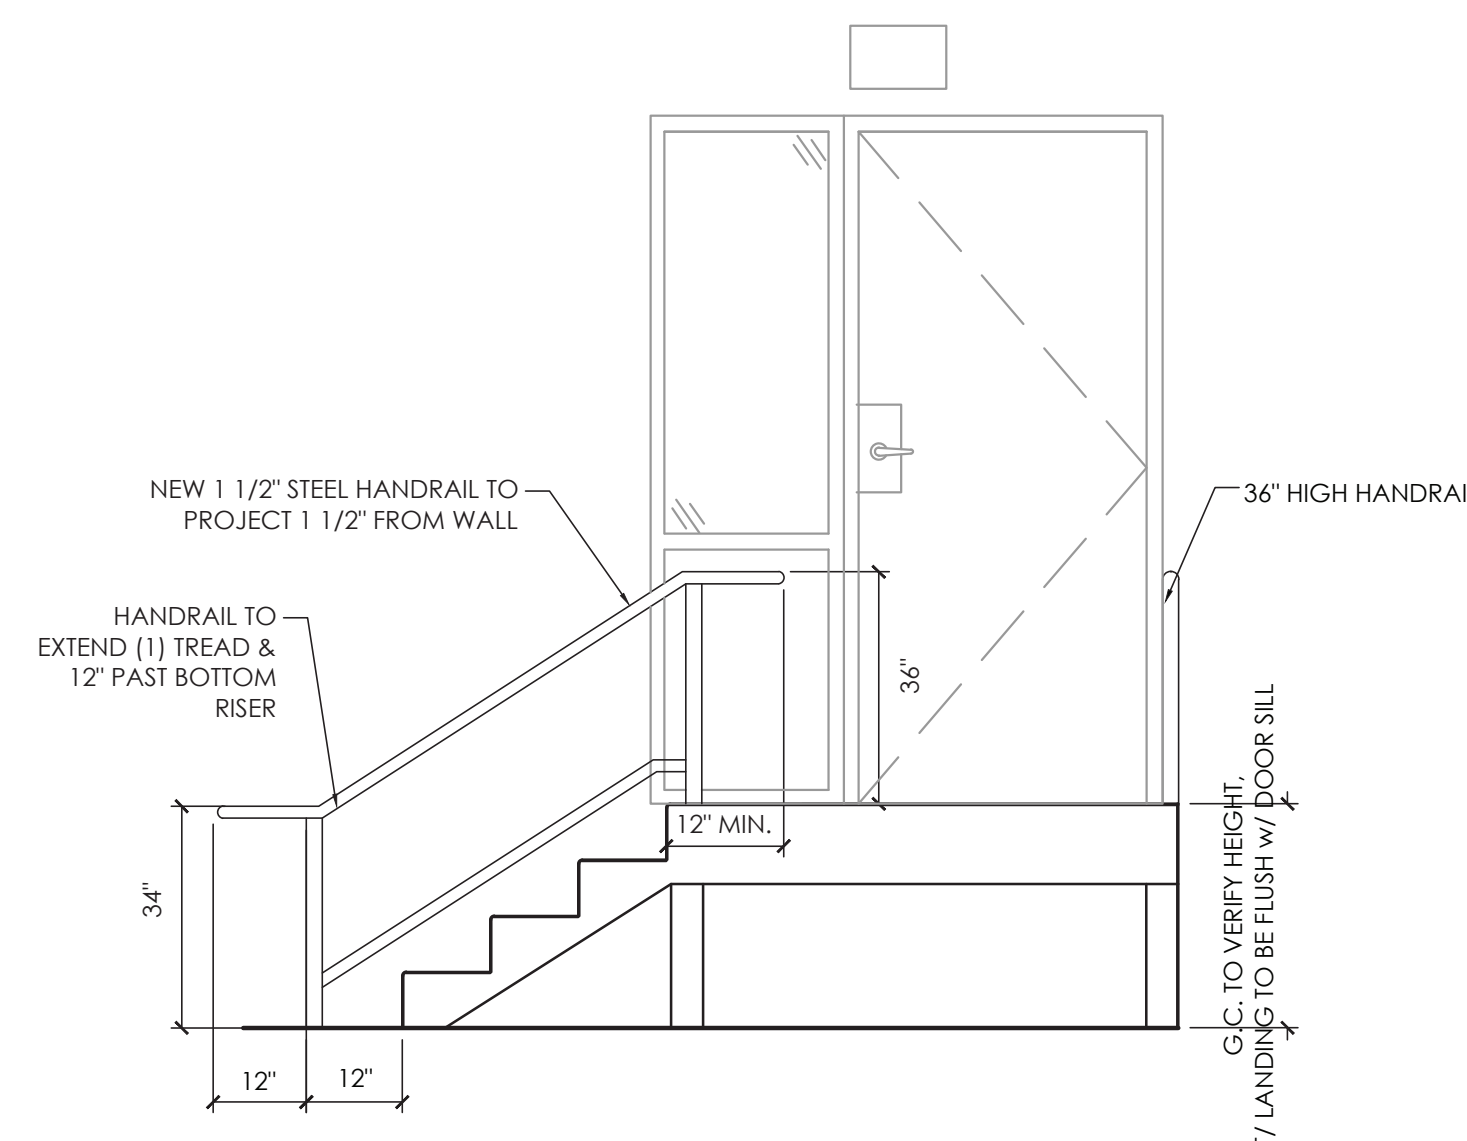 NEW 1 1/2" STEEL HANDRAIL TO
PROJECT 1 1/2" FROM WALL
36" HIGH HANDRAI
HANDRAIL TO
EXTEND (1) TREAD &
12" PAST BOTTOM
RISER
36"
12" MIN.
34"
G.C. TO VERIFY HEIGHT,
/ LANDING TO BE FLUSH w/ DOOR SILL
12"
12"